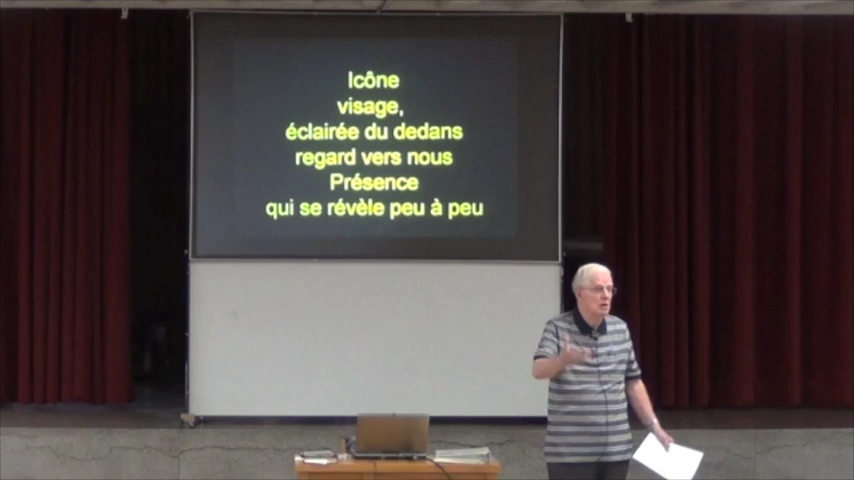 Icône
visage,
éclairée du dedans
regard vers nous
Présence
qui se révèle peu à peu